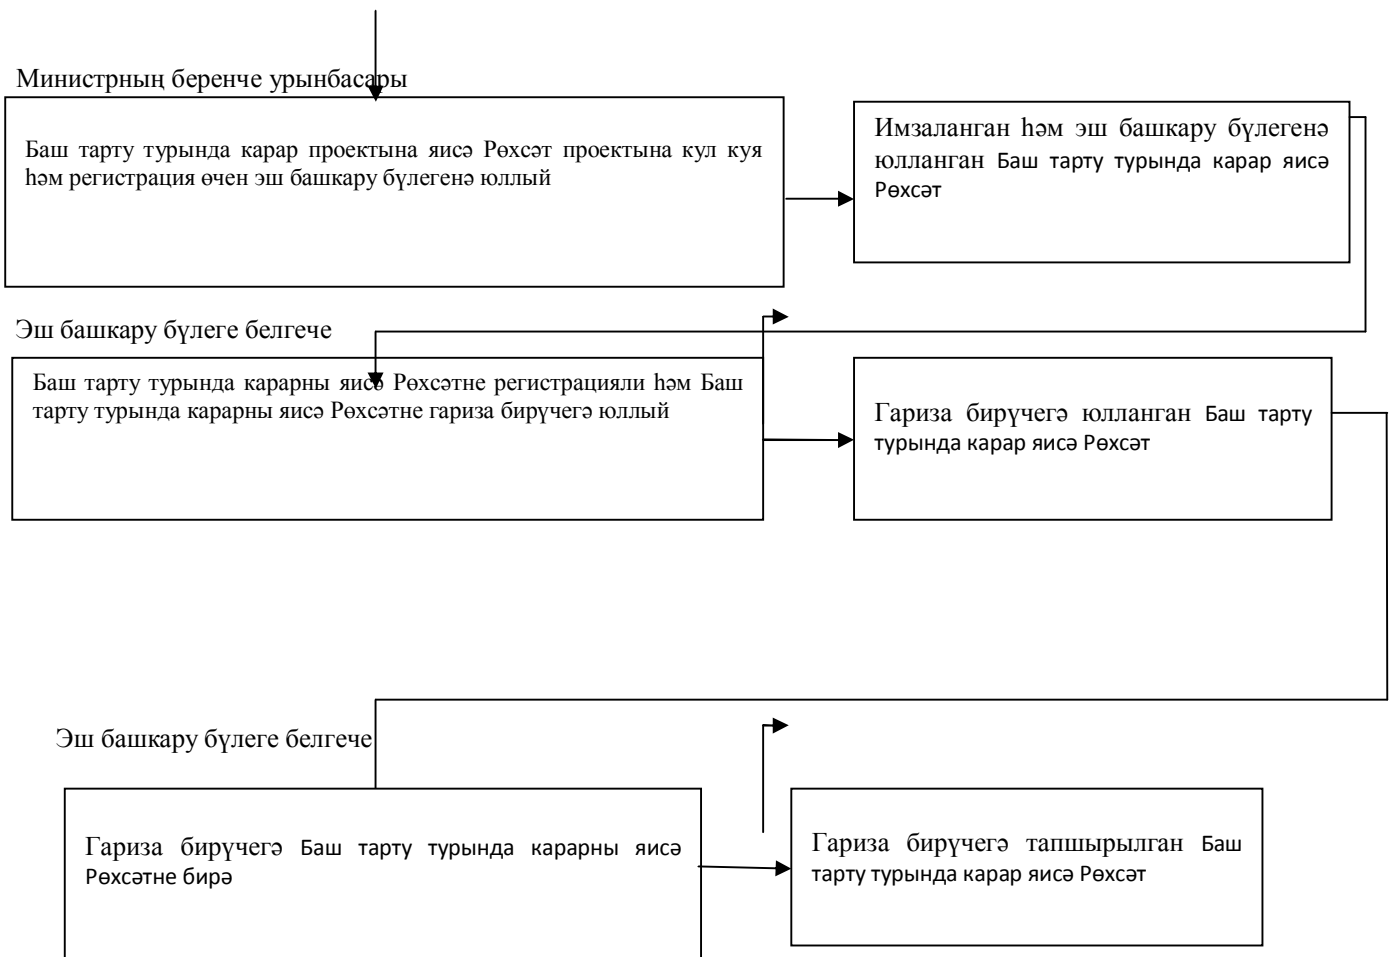 Министрның беренче урынбасары
Баш тарту турында карар проектына яисә Рөхсәт проектына кул куя
һәм регистрация өчен эш башкару бүлегенә юллый
Имзаланган һәм эш башкару бүлегенә
юлланган Баш тарту турында карар яисә
Рөхсәт
Эш башкару бүлеге белгече
Баш тарту турында карарны яисә Рөхсәтне регистрацияли һәм Баш
тарту турында карарны яисә Рөхсәтне гариза бирүчегә юллый
Гариза бирүчегә юлланган Баш тарту
турында карар яисә Рөхсәт
Эш башкару бүлеге белгече
Гариза бирүчегә Баш тарту турында карарны яисә
Рөхсәтне бирә
Гариза бирүчегә тапшырылган Баш
тарту турында карар яисә Рөхсәт